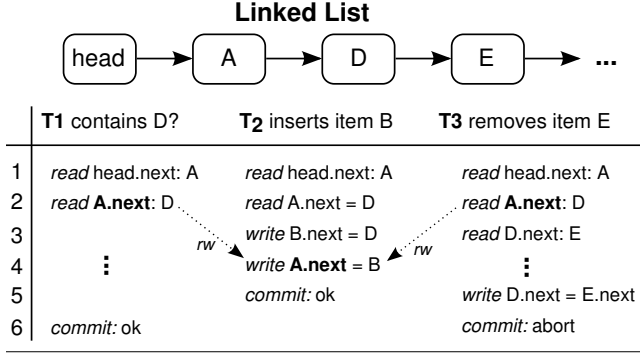 Linked List
head A D E ...
T1 contains D? T2 inserts item B T3 removes item E
1 read head.next: A read head.next: A read head.next: A
2 read A.next: D read A.next = D read A.next: D
3 write B.next = D read D.next: E
rw rw
4 ⋮ write A.next = B ⋮
5 commit: ok write D.next = E.next
6 commit: ok commit: abort